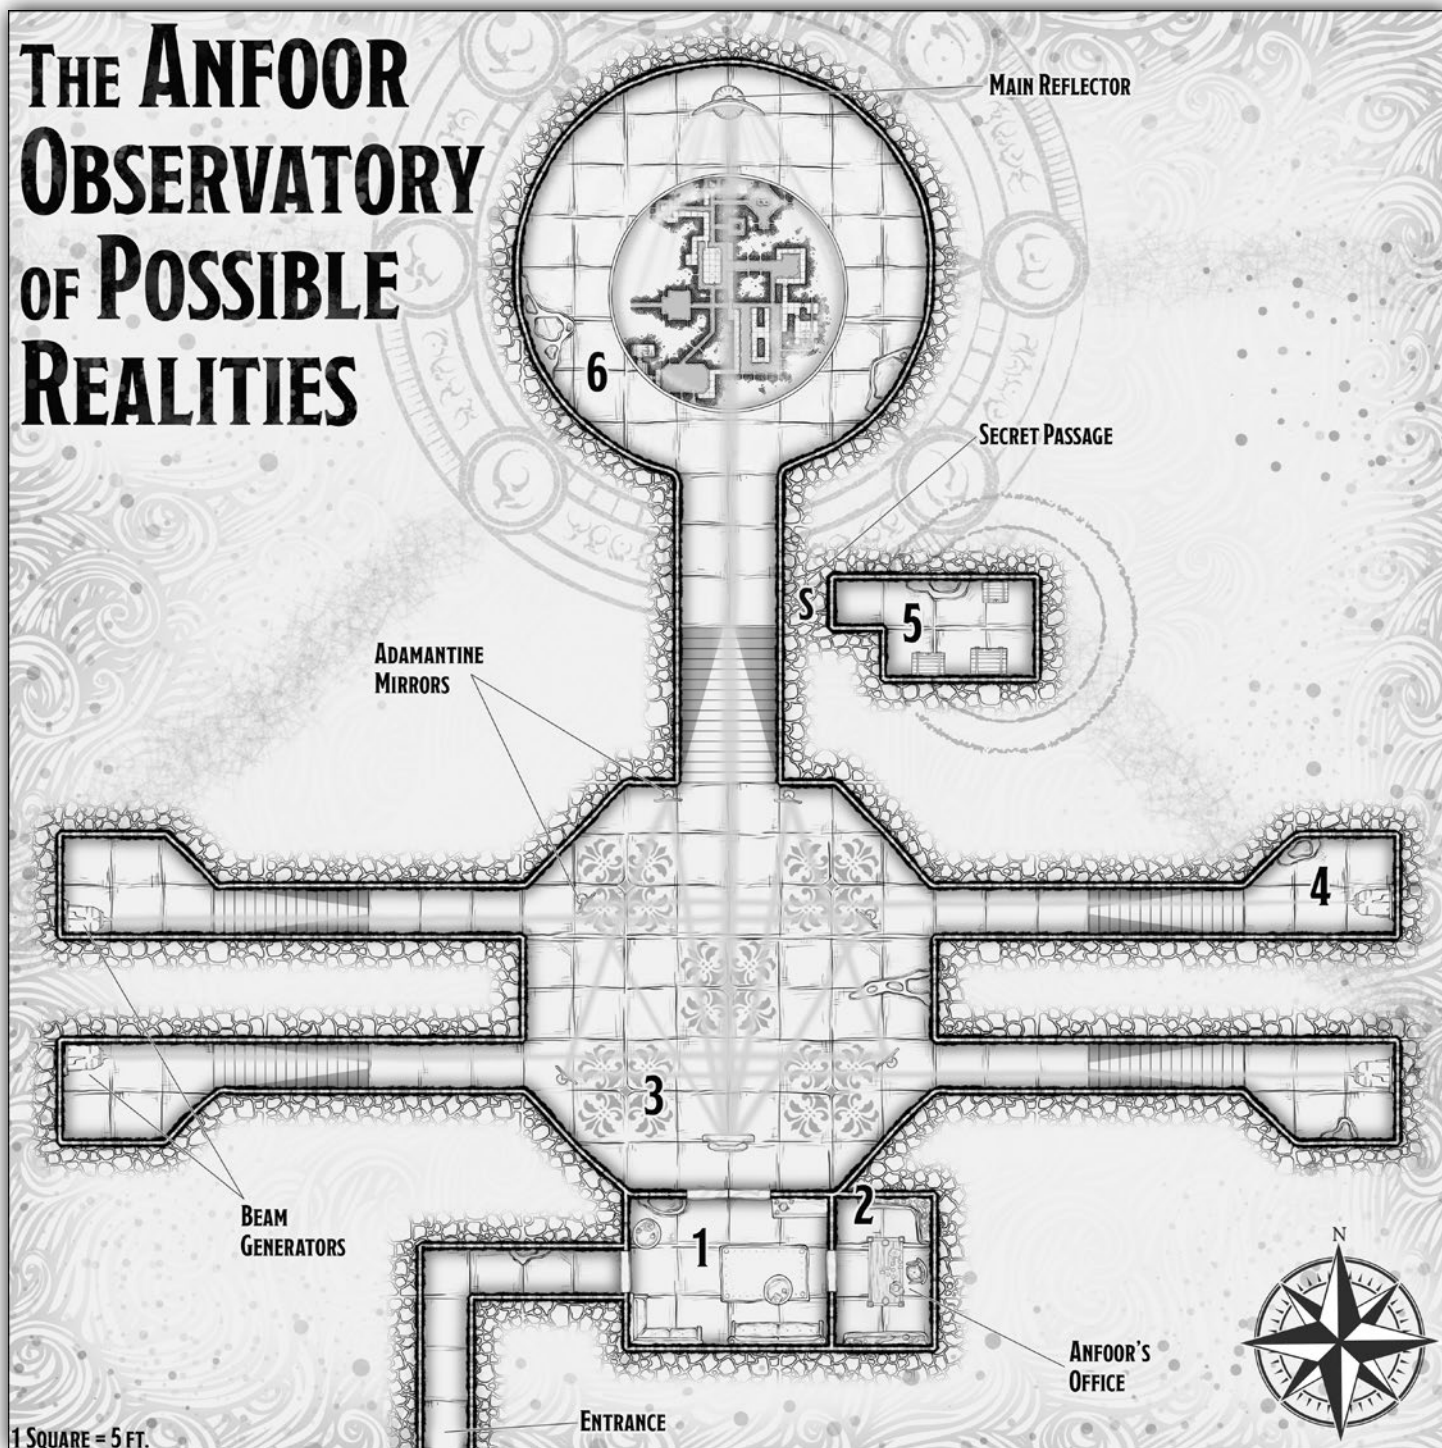 THE ANFOOR
OBSERVATORY
OF POSSIBLE
REALITIES
MAIN REFLECTOR
6
SECRET PASSAGE
S
5
ADAMANTINE
MIRRORS
4
3
BEAM
GENERATORS
1
2
N
ANFOOR'S
OFFICE
ENTRANCE
1 SQUARE = 5 FT.